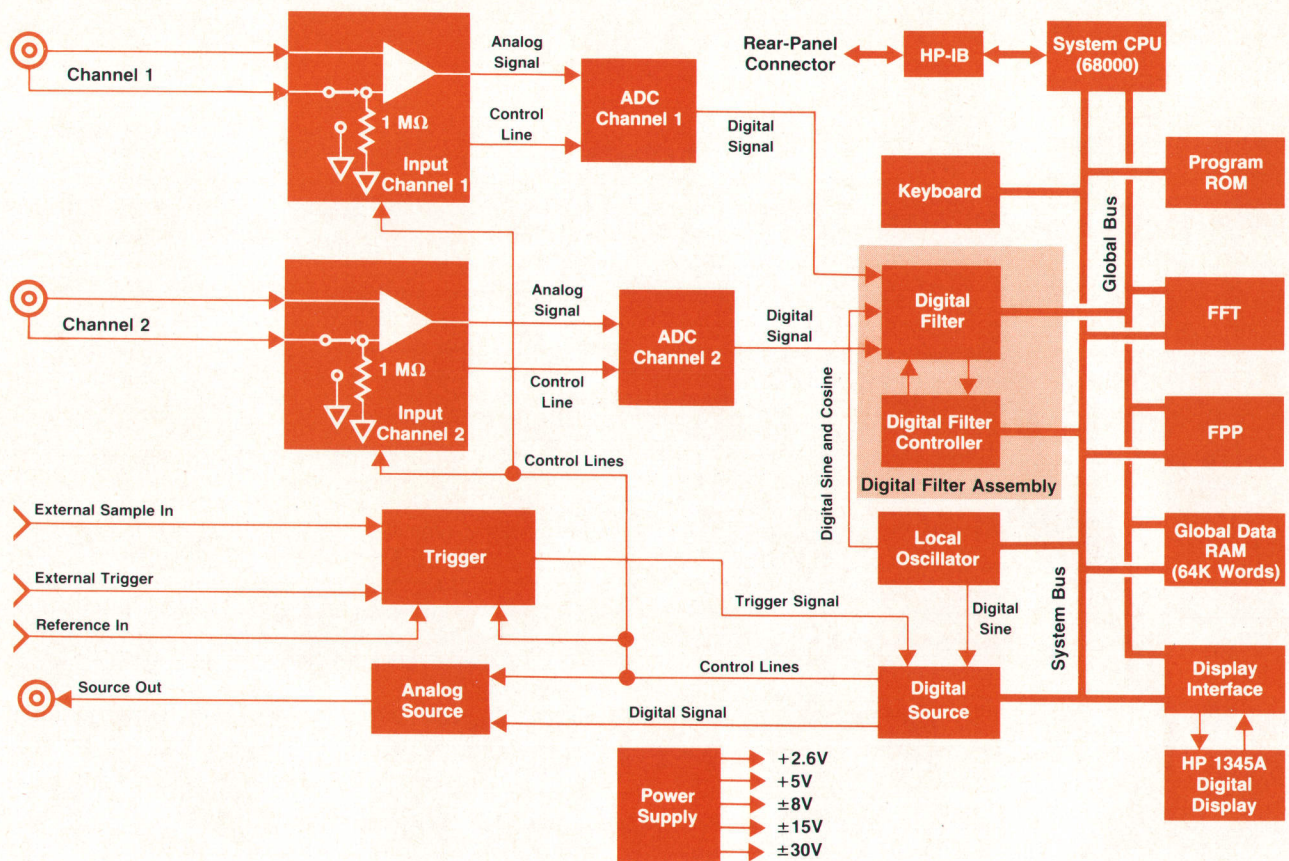 Channel 1
1 MΩ
Input
Channel 1
Analog
Signal
Control
Line
ADC
Channel 1
Digital
Signal
Rear-Panel
Connector
HP-IB
System CPU
(68000)
Keyboard
Program
ROM
Global Bus
Channel 2
1 MΩ
Input
Channel 2
Analog
Signal
Control
Line
ADC
Channel 2
Digital
Signal
Digital
Filter
FFT
Digital Filter
Controller
Digital Filter Assembly
FPP
Digital Sine and Cosine
Control Lines
External Sample In
External Trigger
Reference In
Trigger
Trigger Signal
Local
Oscillator
Digital
Sine
System Bus
Global Data
RAM
(64K Words)
Source Out
Analog
Source
Control Lines
Digital Signal
Digital
Source
Display
Interface
HP 1345A
Digital
Display
Power
Supply
+2.6V
+5V
±8V
±15V
±30V